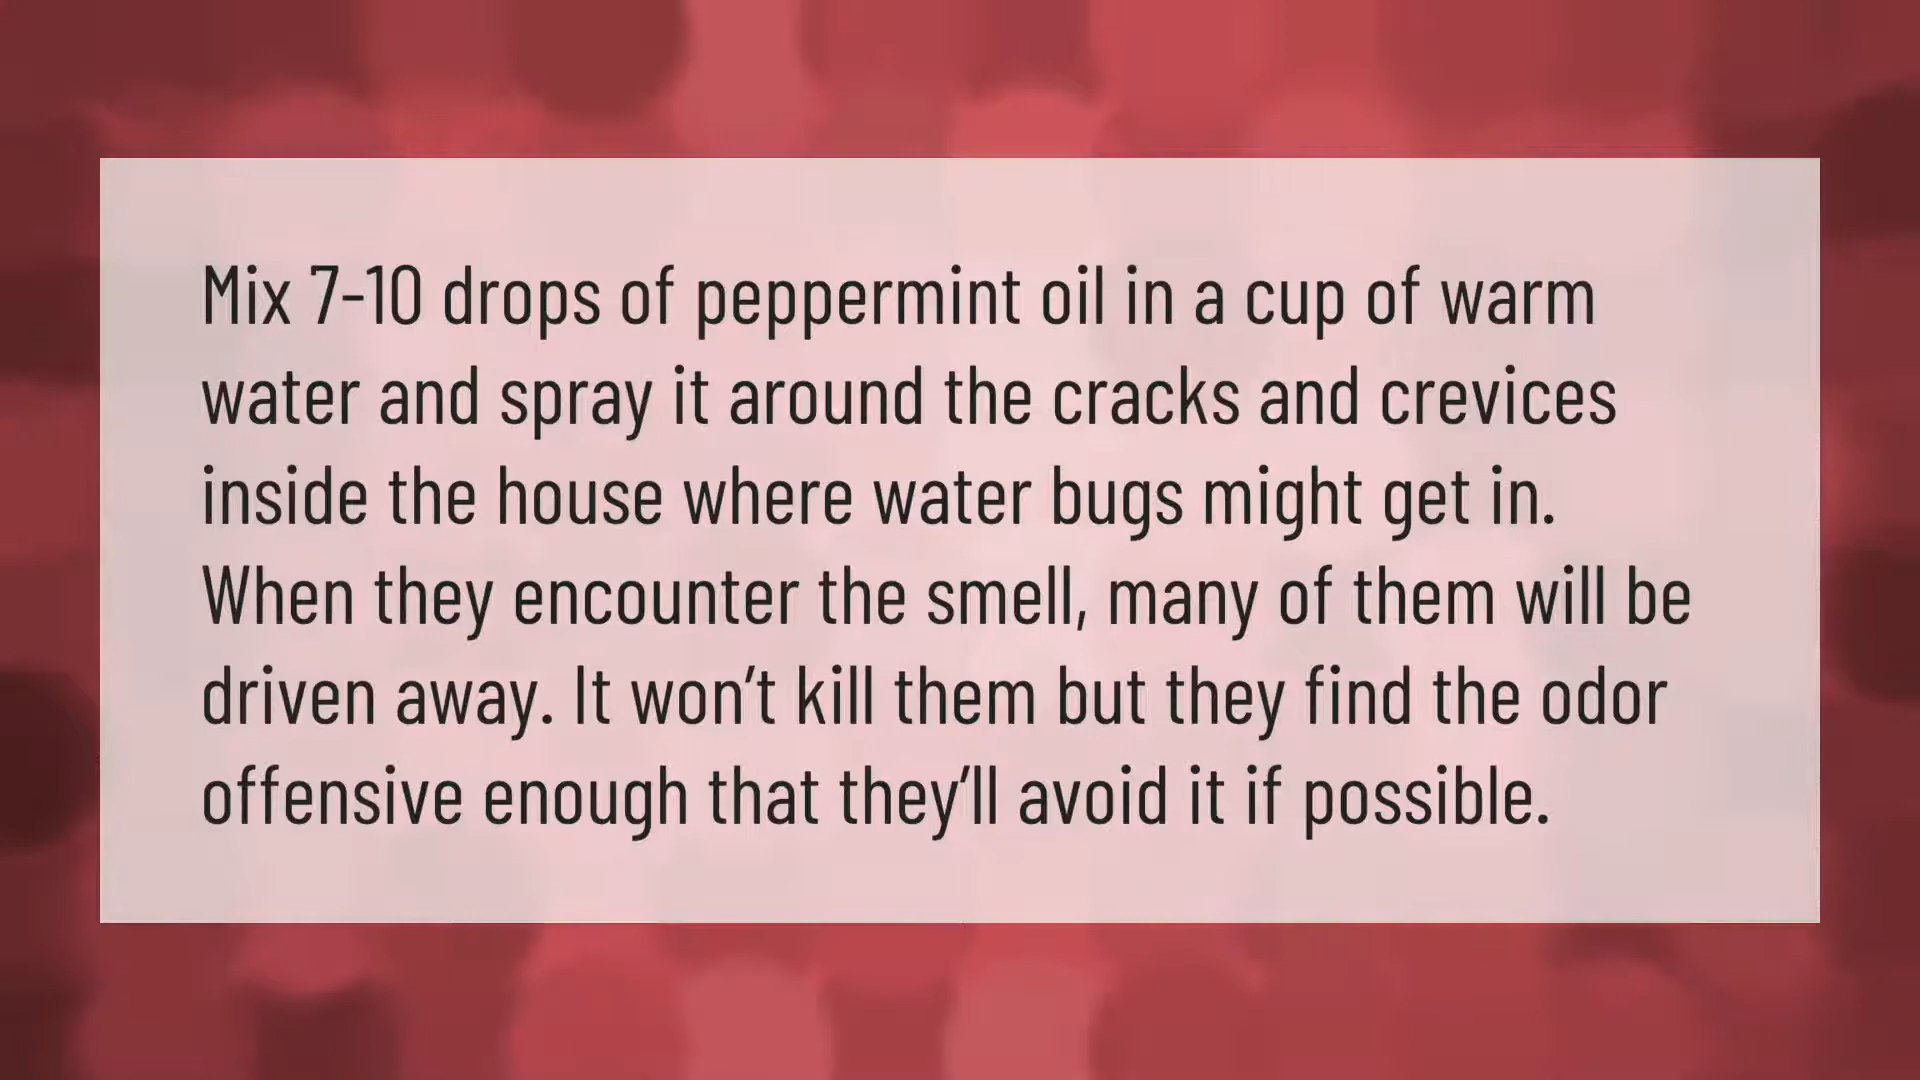 Mix 7-10 drops of peppermint oil in a cup of warm
water and spray it around the cracks and crevices
inside the house where water bugs might get in.
When they encounter the smell, many of them will be
driven away. It won’t kill them but they find the odor
offensive enough that they’ll avoid it if possible.